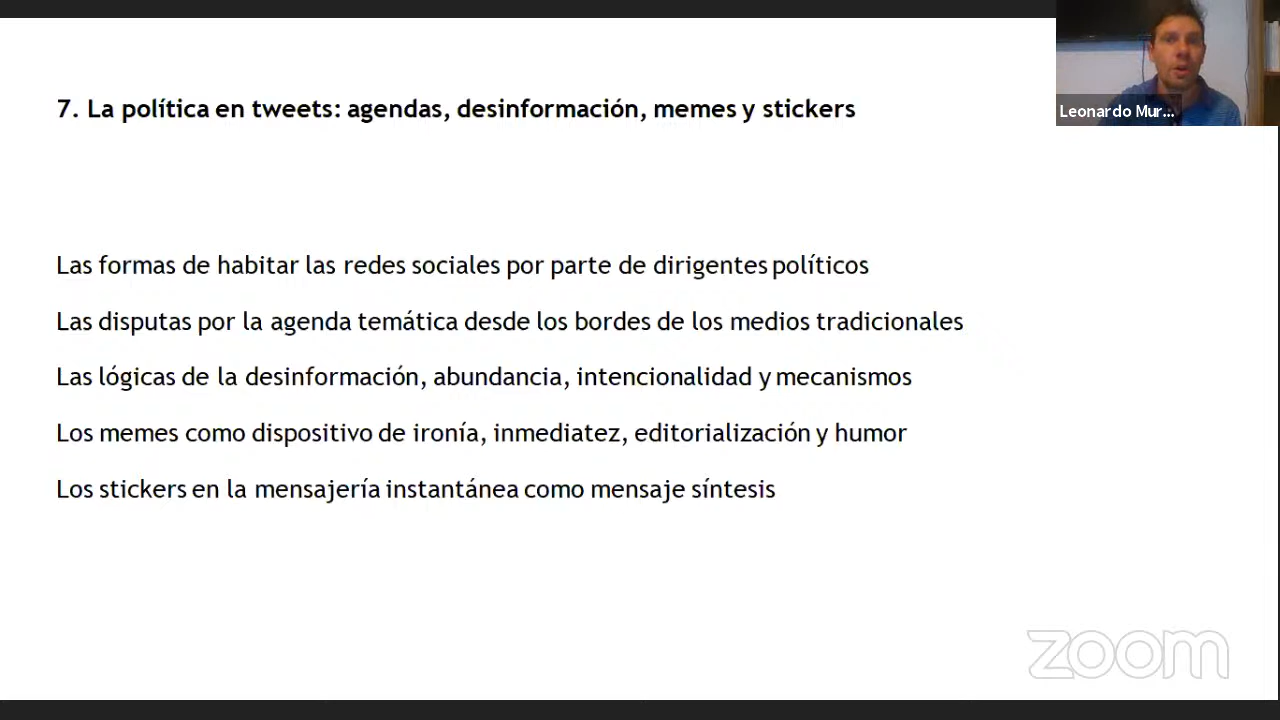 7. La política en tweets: agendas, desinformación, memes y stickers
Leonardo Mur...
Las formas de habitar las redes sociales por parte de dirigentes políticos
Las disputas por la agenda temática desde los bordes de los medios tradicionales
Las lógicas de la desinformación, abundancia, intencionalidad y mecanismos
Los memes como dispositivo de ironía, inmediatez, editorialización y humor
Los stickers en la mensajería instantánea como mensaje síntesis
zoom